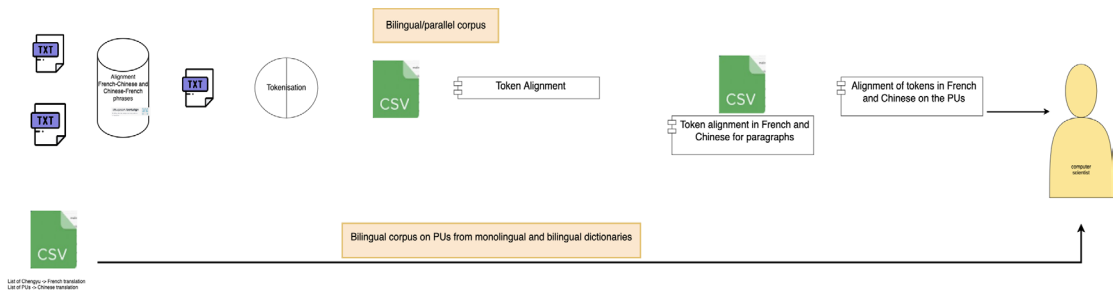 Bilingual/parallel corpus
TXT
TXT
Alignment
French-Chinese and
Chinese-French
phrases
TXT
Tokenisation
CSV
Token Alignment
CSV
Token alignment in French and
Chinese for paragraphs
Alignment of tokens in French
and Chinese on the PUs
computer
scientist
CSV
Bilingual corpus on PUs from monolingual and bilingual dictionaries
List of Chengyu -> French translation
List of PUs -> Chinese translation